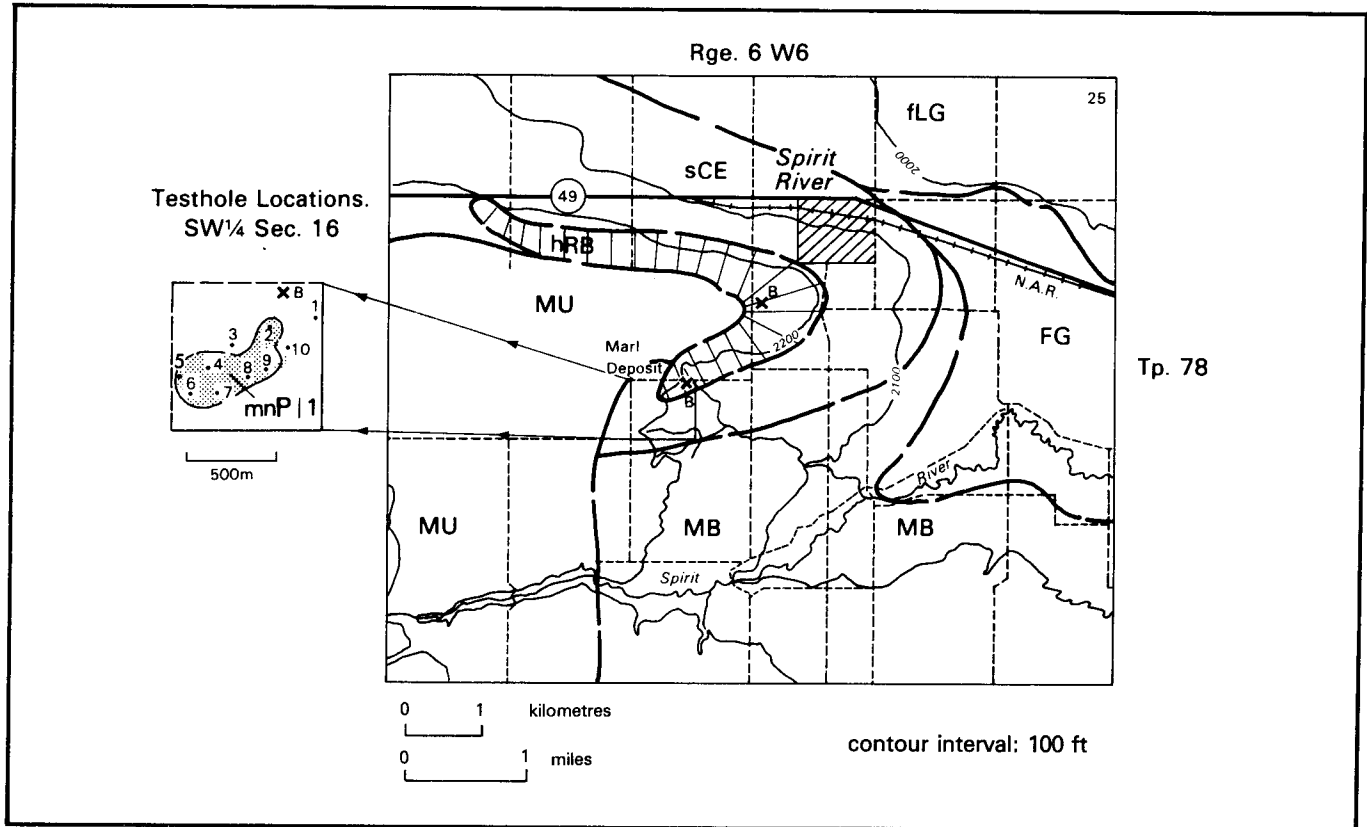 Rge. 6 W6
25
fLG
2000
sCE
Spirit
River
49
Testhole Locations.
SW¼ Sec. 16
hRB
N.A.R.
B
1
MU
B
FG
3
2
2200
Marl
Deposit
Tp. 78
10
5
4
8
9
6
7
B
2100
mnP | 1
500m
River
MU
MB
MB
Spirit
0 1 kilometres
0 1 miles
contour interval: 100 ft